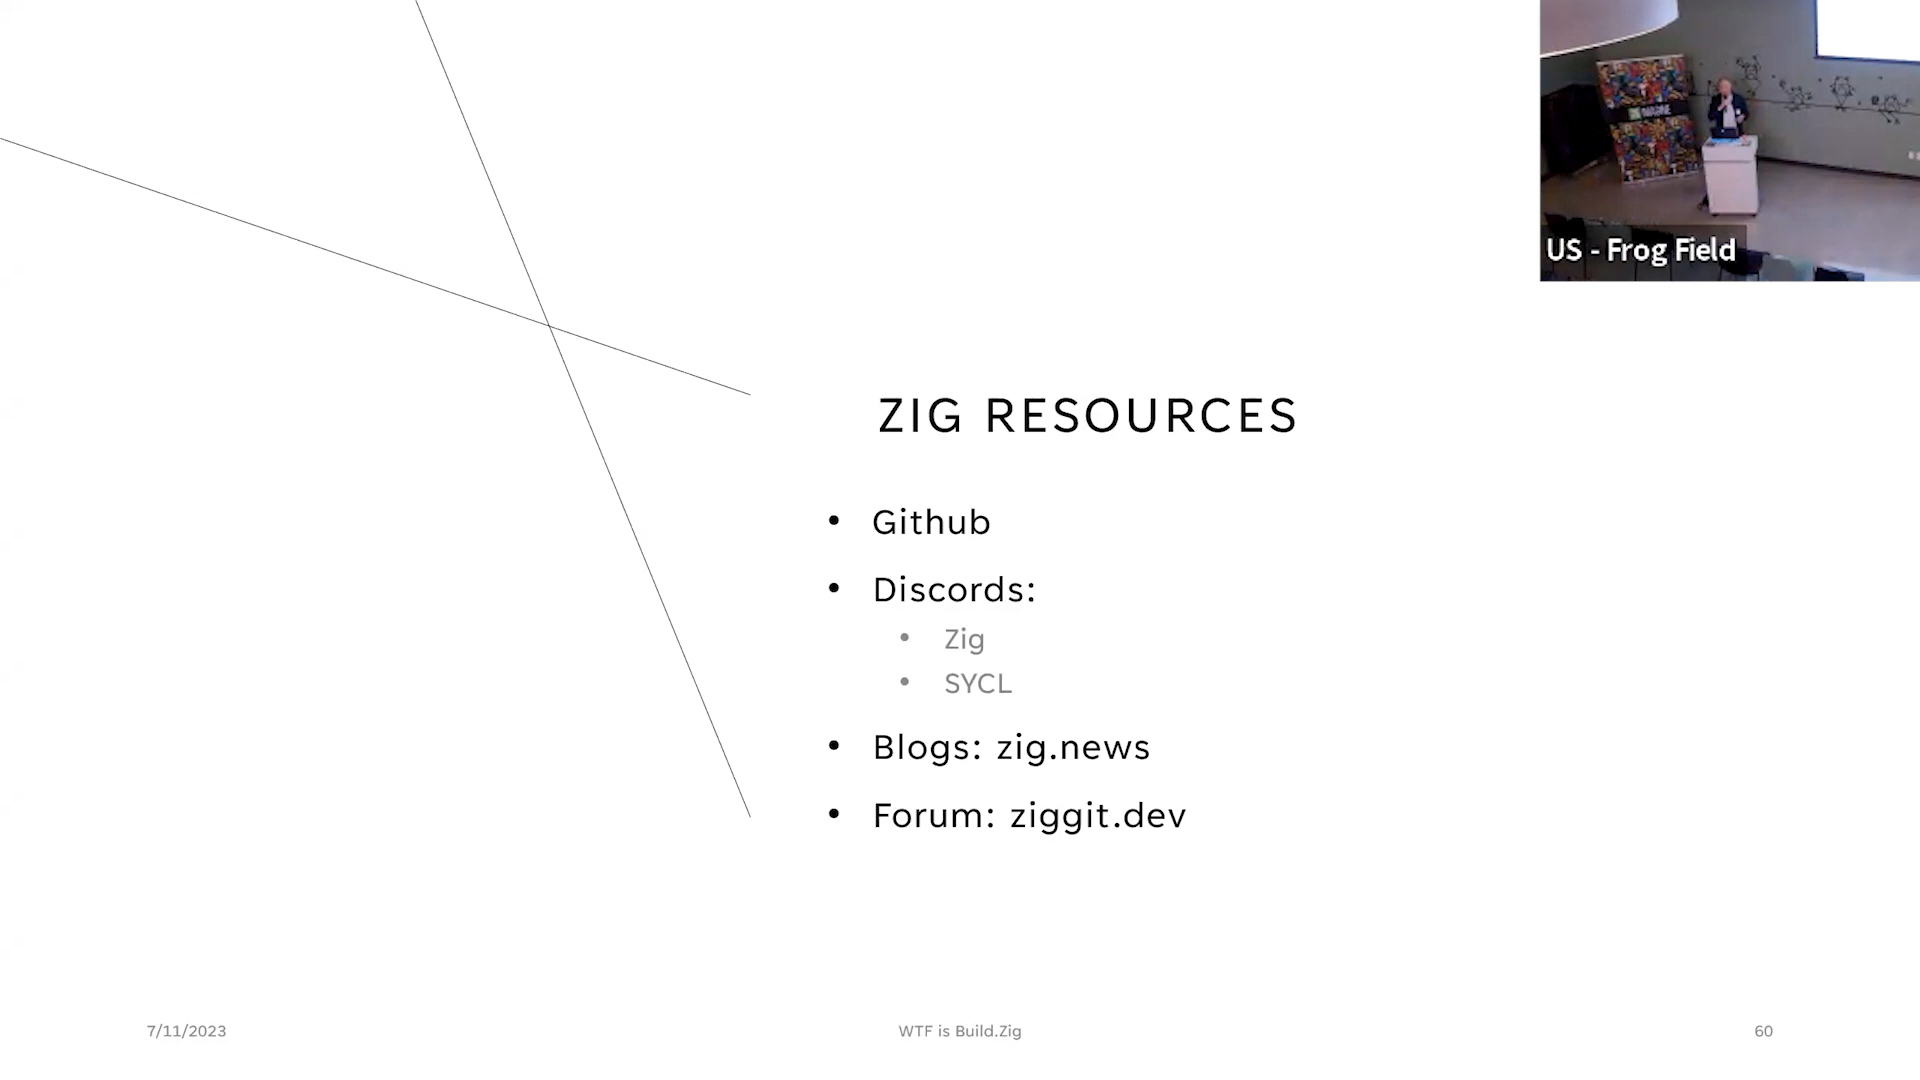 US - Frog Field
ZIG RESOURCES
• Github
• Discords:
• Zig
• SYCL
• Blogs: zig.news
• Forum: ziggit.dev
7/11/2023
WTF is Build.Zig
60